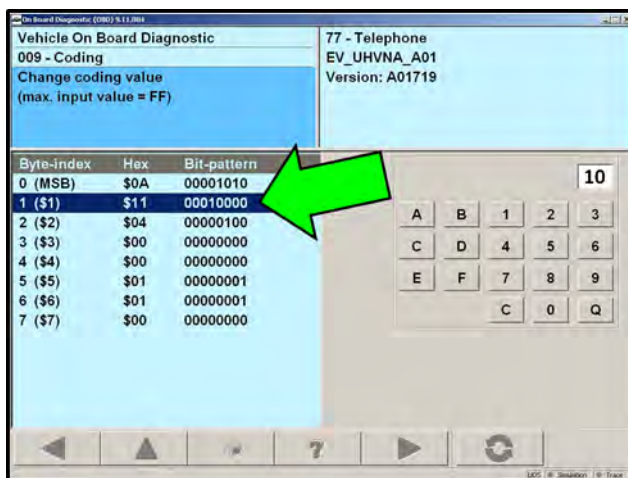 On Board Diagnostic (OBD) 9.11.004
Vehicle On Board Diagnostic
009 - Coding
Change coding value
(max. input value = FF)
77 - Telephone
EV_UHVNA_A01
Version: A01719
Byte-index Hex Bit-pattern
0 (MSB) $0A 00001010
1 ($1) $11 00010000
2 ($2) $04 00000100
3 ($3) $00 00000000
4 ($4) $00 00000000
5 ($5) $01 00000001
6 ($6) $01 00000001
7 ($7) $00 00000000
10
A B 1 2 3
C D 4 5 6
E F 7 8 9
C 0 Q
?
UDS Simulation Trace